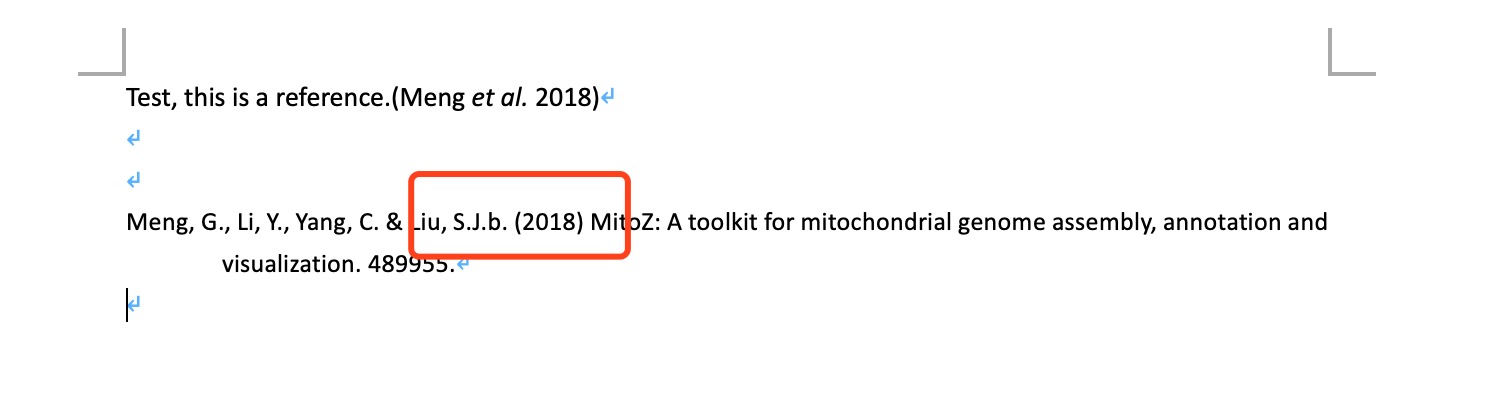 Test, this is a reference.(Meng et al. 2018)
Meng, G., Li, Y., Yang, C. & Liu, S.J.b. (2018) MitoZ: A toolkit for mitochondrial genome assembly, annotation and
visualization. 489955.